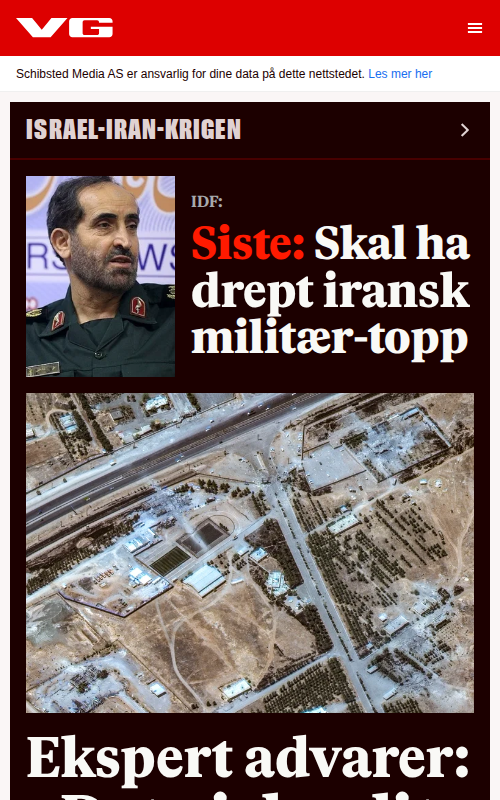 VG
Schibsted Media AS er ansvarlig for dine data på dette nettstedet. Les mer her
ISRAEL-IRAN-KRIGEN
IDF:
Siste: Skal ha
drept iransk
militær-topp
Ekspert advarer: